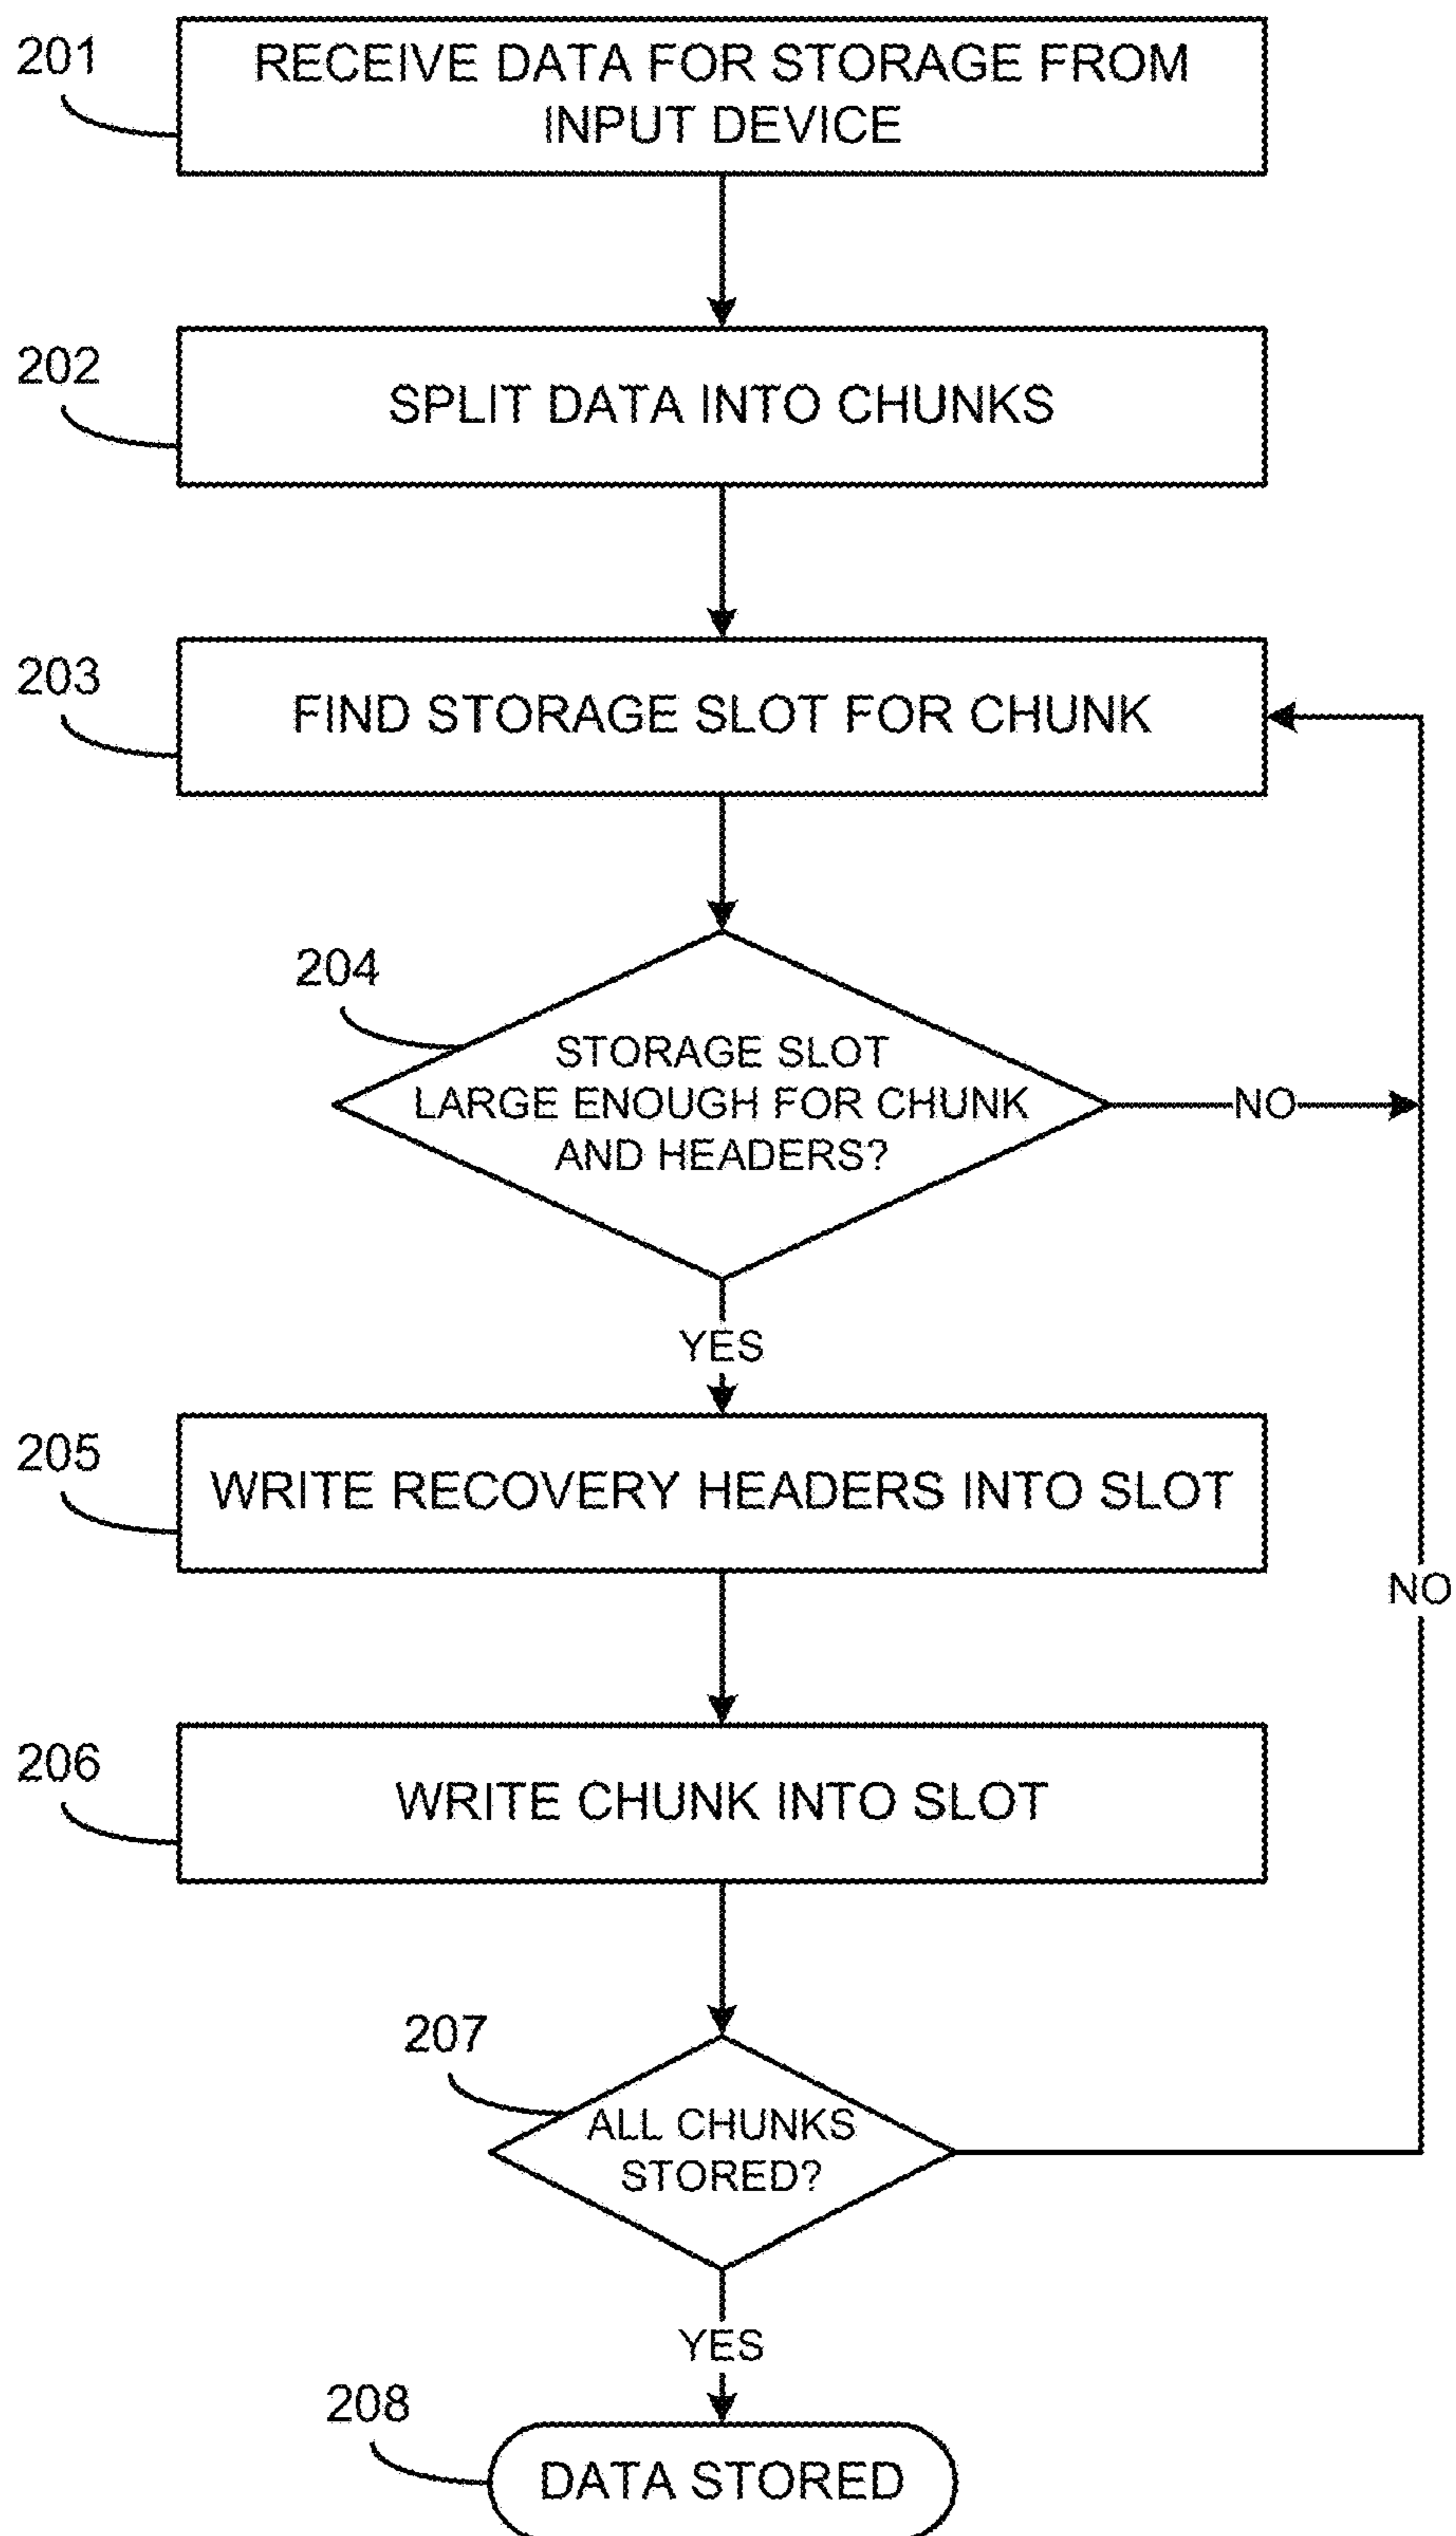 201
RECEIVE DATA FOR STORAGE FROM
INPUT DEVICE
202
SPLIT DATA INTO CHUNKS
203
FIND STORAGE SLOT FOR CHUNK
204
STORAGE SLOT
LARGE ENOUGH FOR CHUNK
AND HEADERS?
NO
YES
205
WRITE RECOVERY HEADERS INTO SLOT
NO
206
WRITE CHUNK INTO SLOT
207
ALL CHUNKS
STORED?
YES
208
DATA STORED